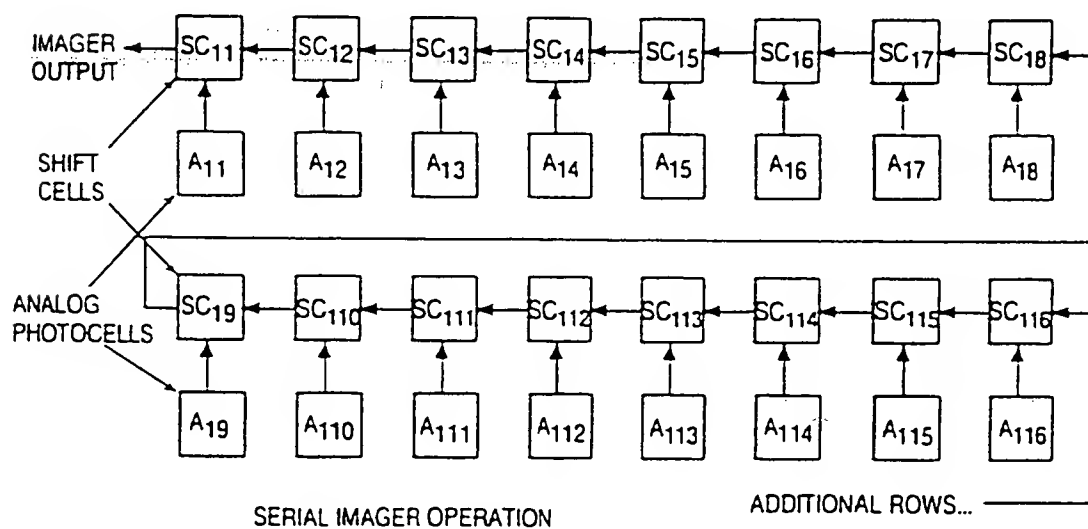 IMAGER
OUTPUT
SC11 SC12 SC13 SC14 SC15 SC16 SC17 SC18
A11 A12 A13 A14 A15 A16 A17 A18
SHIFT
CELLS
ANALOG
PHOTOCELLS
SC19 SC110 SC111 SC112 SC113 SC114 SC115 SC116
A19 A110 A111 A112 A113 A114 A115 A116
SERIAL IMAGER OPERATION
ADDITIONAL ROWS...